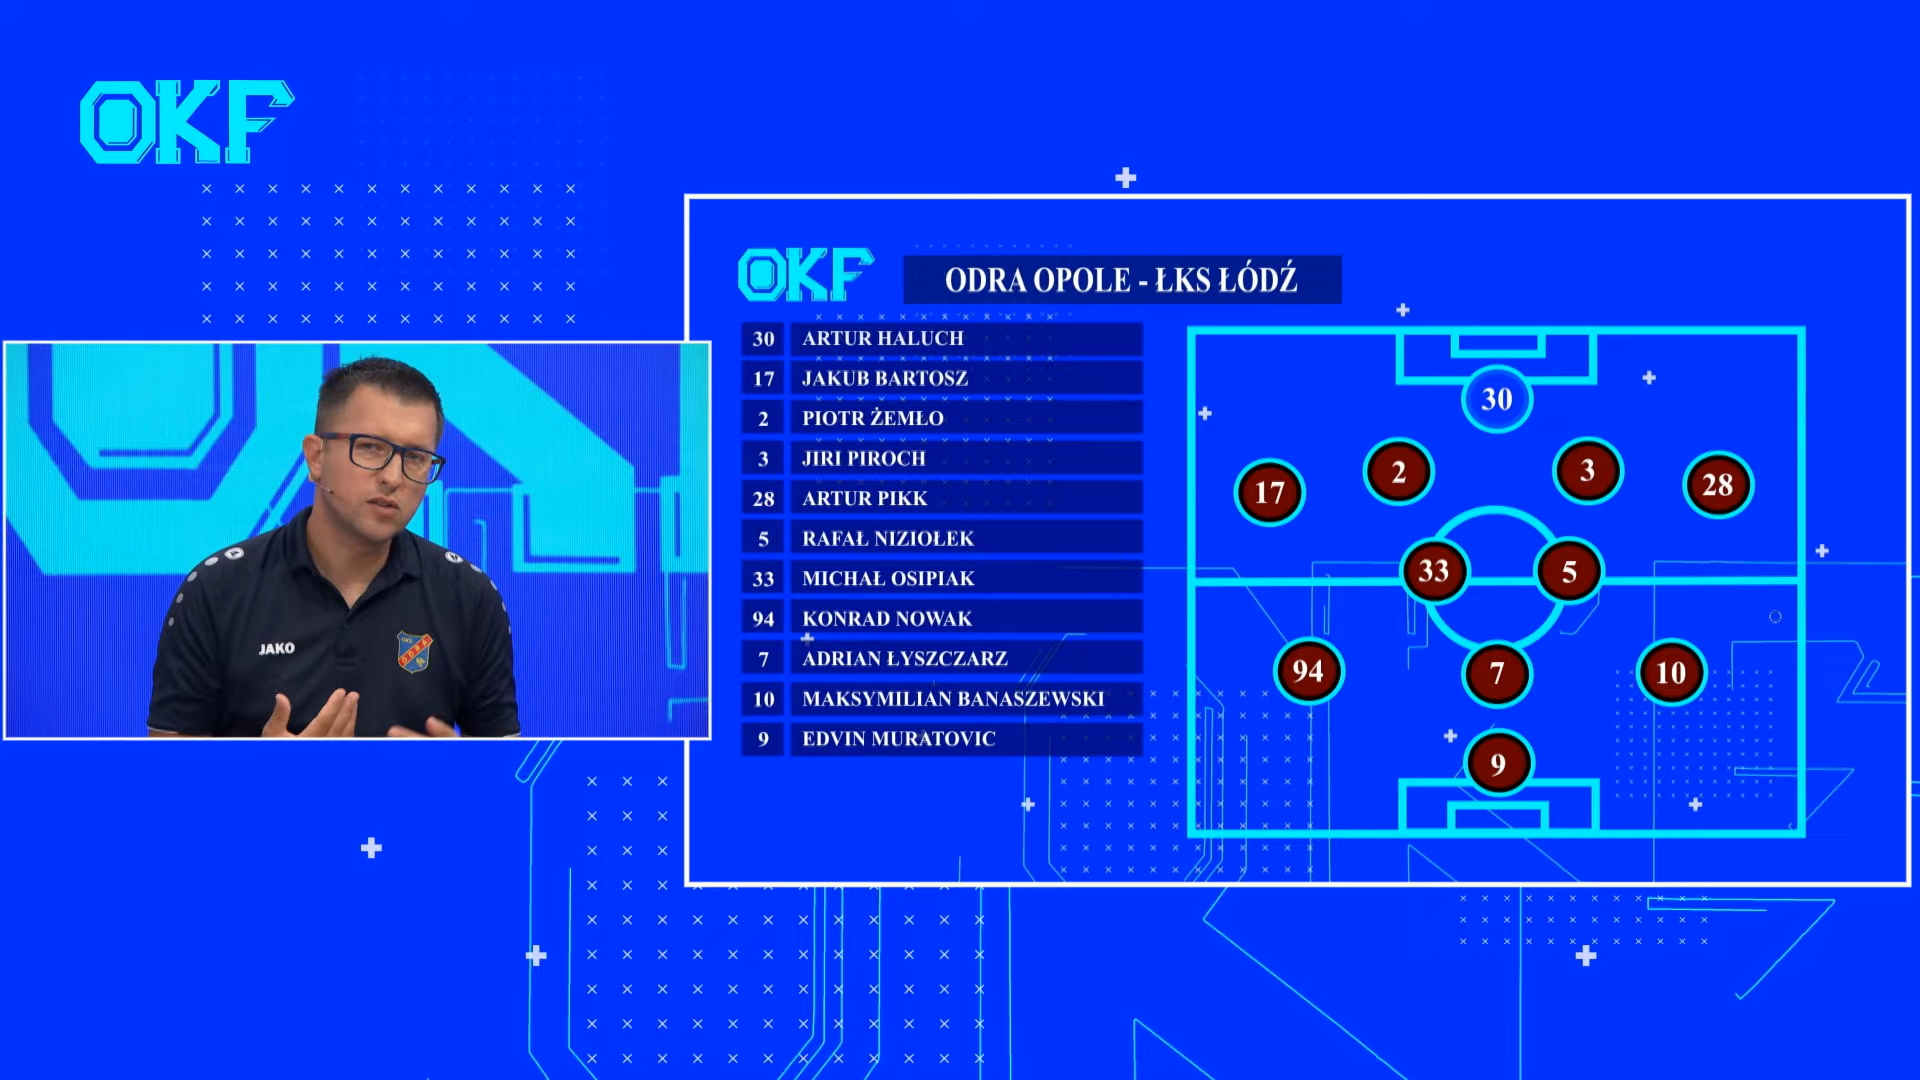 OKF
OKF
ODRA OPOLE - ŁKS ŁÓDŹ
30 ARTUR HALUCH
17 JAKUB BARTOSZ
2 PIOTR ŻEMŁO
3 JIRI PIROCH
28 ARTUR PIKK
5 RAFAŁ NIZIOŁEK
33 MICHAŁ OSIPIAK
94 KONRAD NOWAK
7 ADRIAN ŁYSZCZARZ
10 MAKSYMILIAN BANASZEWSKI
9 EDVIN MURATOVIC
30
17 2 3 28
33 5
94 7 10
9
JAKO
OKS
ODRA